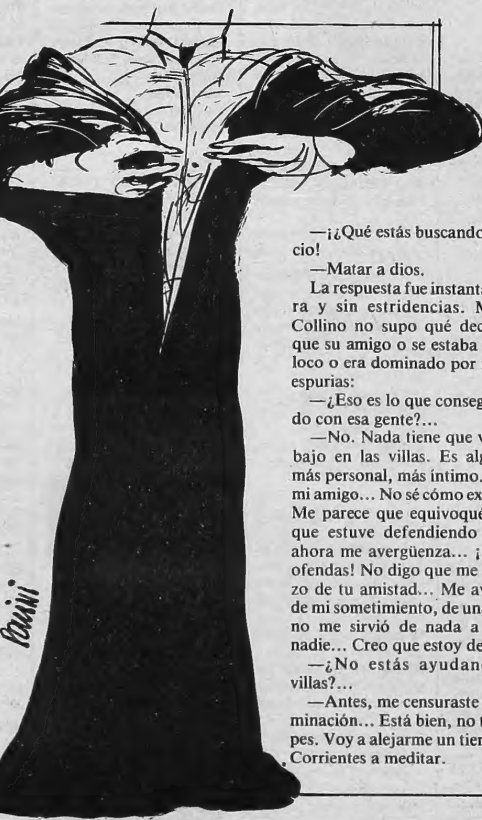 —¡¿Qué estás buscando
cio!
—Matar a dios.
La respuesta fue instant
ra y sin estridencias. M
Collino no supo qué dec
que su amigo o se estaba
loco o era dominado por
espurias:
—¿Eso es lo que conseg
do con esa gente?...
—No. Nada tiene que v
bajo en las villas. Es alg
más personal, más íntimo.
mi amigo... No sé cómo ex
Me parece que equivoqué
que estuve defendiendo
ahora me avergüenza... ¡
ofendas! No digo que me
zo de tu amistad... Me av
de mi sometimiento, de un
no me sirvió de nada a
nadie... Creo que estoy de
—¿No estás ayudan
villas?...
—Antes, me censuraste
minación... Está bien, no t
pes. Voy a alejarme un tie
Corrientes a meditar.